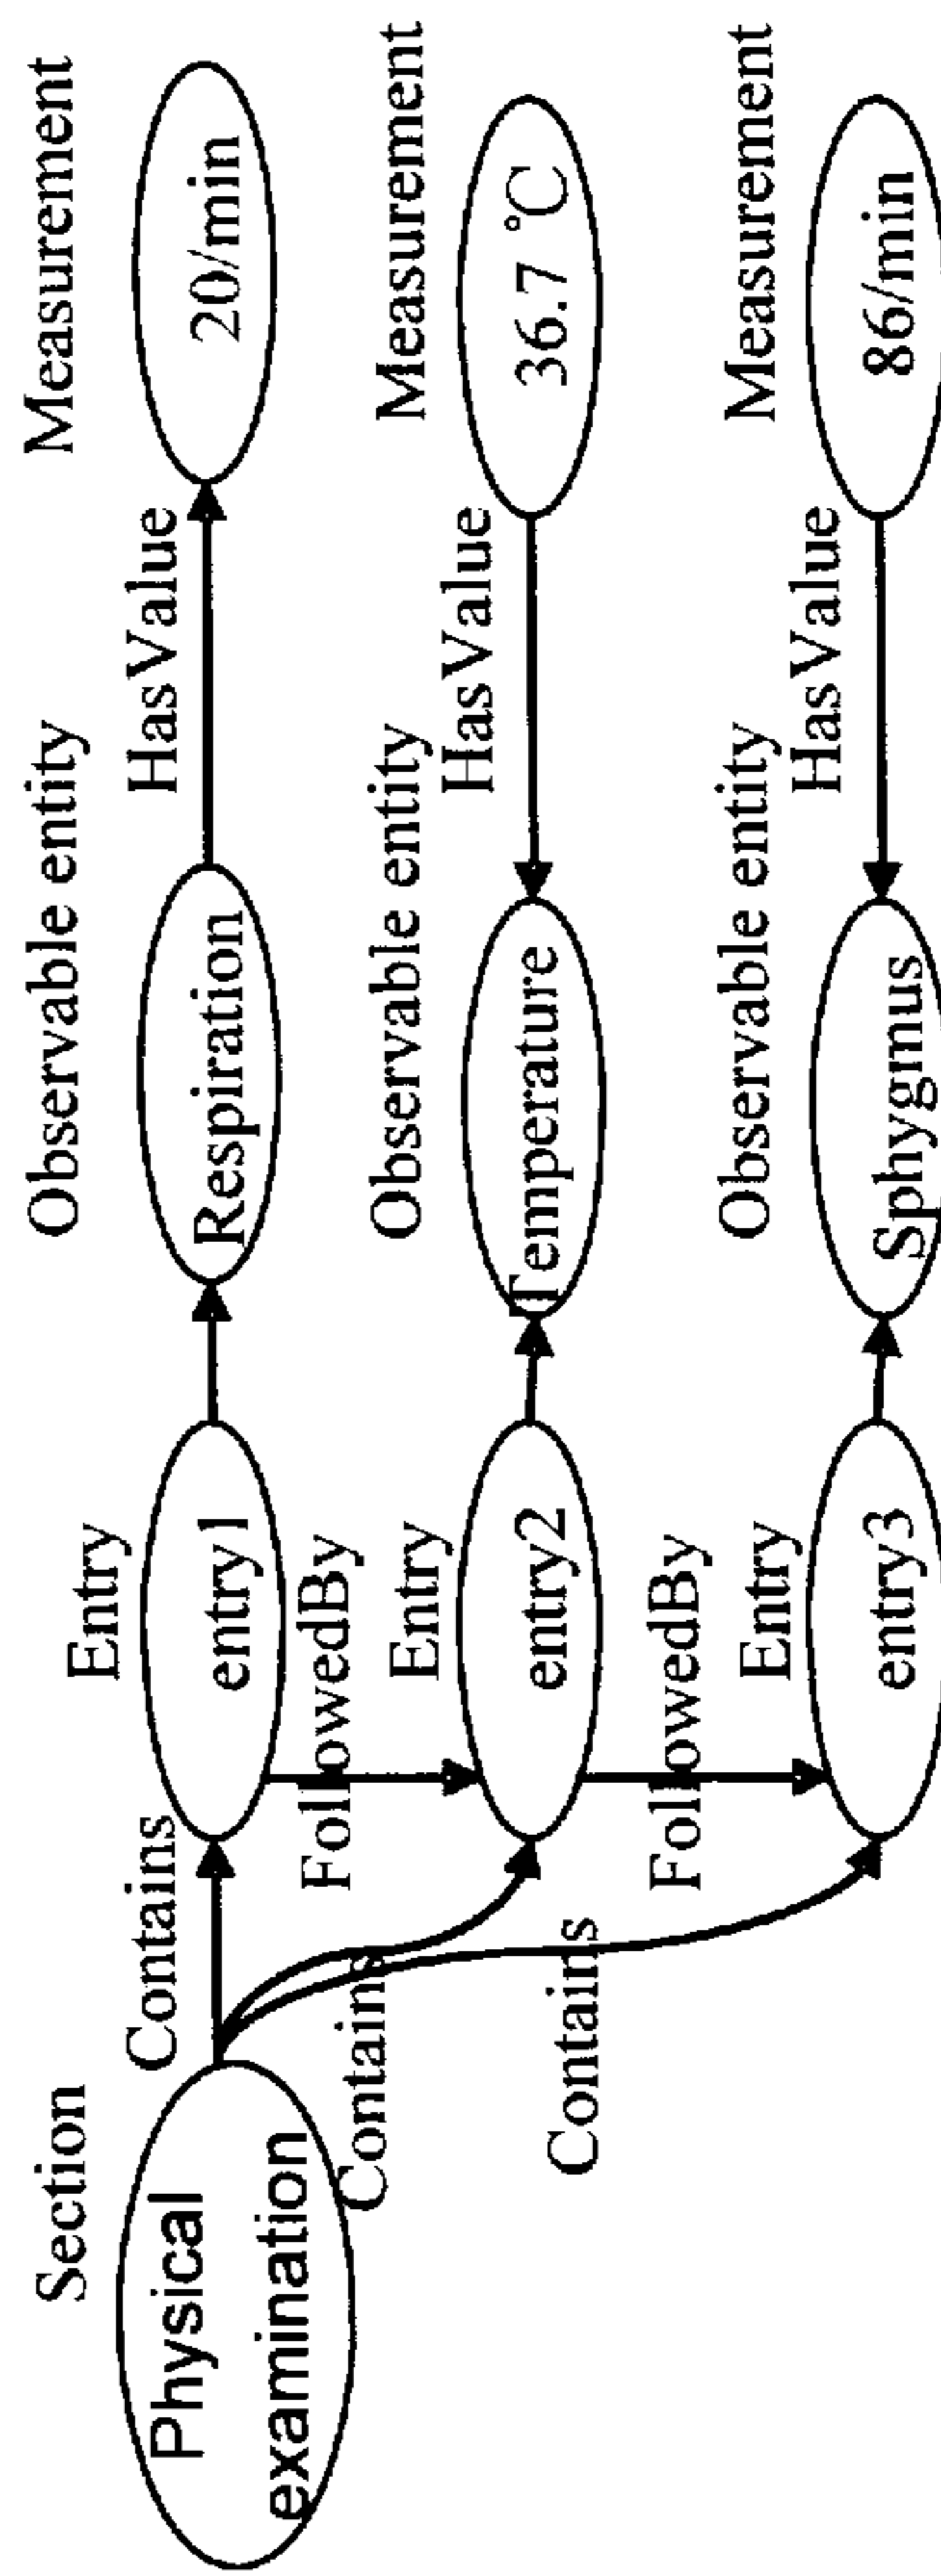 Section
Physical
examination
Contains
Contains
Contains
Entry
entry1
FollowedBy
Entry
entry2
FollowedBy
Entry
entry3
Observable entity
Respiration
HasValue
Measurement
20/min
Observable entity
Temperature
HasValue
Measurement
36.7 °C
Observable entity
Sphygmus
HasValue
Measurement
86/min